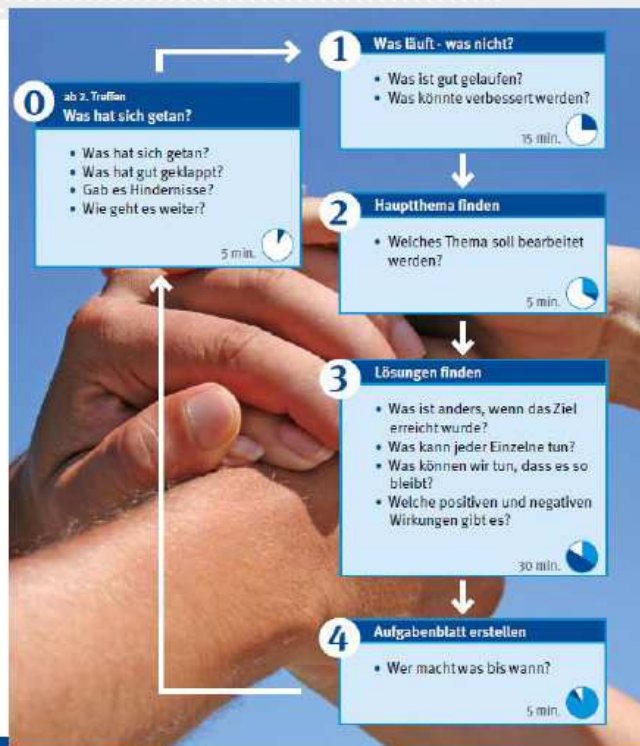 0
ab 2. Treffen
Was hat sich getan?
• Was hat sich getan?
• Was hat gut geklappt?
• Gab es Hindernisse?
• Wie geht es weiter?
5 min.
1
Was läuft - was nicht?
• Was ist gut gelaufen?
• Was könnte verbessert werden?
15 min.
2
Hauptthema finden
• Welches Thema soll bearbeitet
werden?
5 min.
3
Lösungen finden
• Was ist anders, wenn das Ziel
erreicht wurde?
• Was kann jeder Einzelne tun?
• Was können wir tun, dass es so
bleibt?
• Welche positiven und negativen
Wirkungen gibt es?
30 min.
4
Aufgabenblatt erstellen
• Wer macht was bis wann?
5 min.